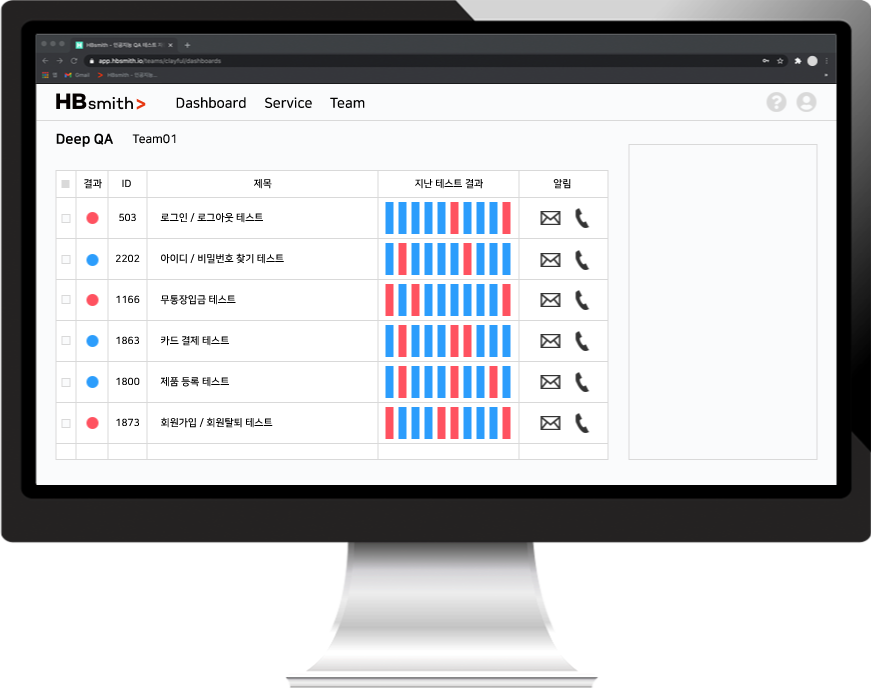 HBsmith - 인공지능 QA 테스트 자
app.hbsmith.io/teams/clayful/dashboards
앱 Gmail HBsmith - 인공지능...
HBsmith> Dashboard Service Team ?
Deep QA Team01
결과 ID 제목 지난 테스트 결과 알림
503 로그인 / 로그아웃 테스트
2202 아이디 / 비밀번호 찾기 테스트
1166 무통장입금 테스트
1863 카드 결제 테스트
1800 제품 등록 테스트
1873 회원가입 / 회원탈퇴 테스트